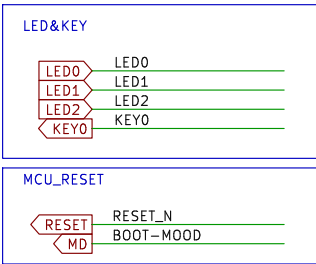 LED&KEY
LED0 LED0
LED1 LED1
LED2 LED2
KEY0 KEY0
MCU_RESET
RESET RESET_N
MD BOOT-MOOD